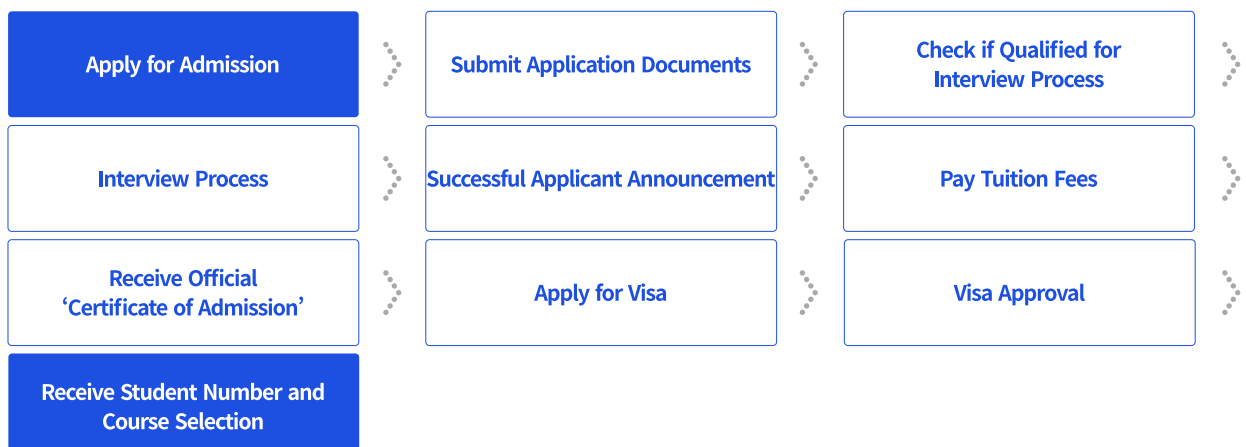 Apply for Admission
Submit Application Documents
Check if Qualified for
Interview Process
Interview Process
Successful Applicant Announcement
Pay Tuition Fees
Receive Official
‘Certificate of Admission’
Apply for Visa
Visa Approval
Receive Student Number and
Course Selection